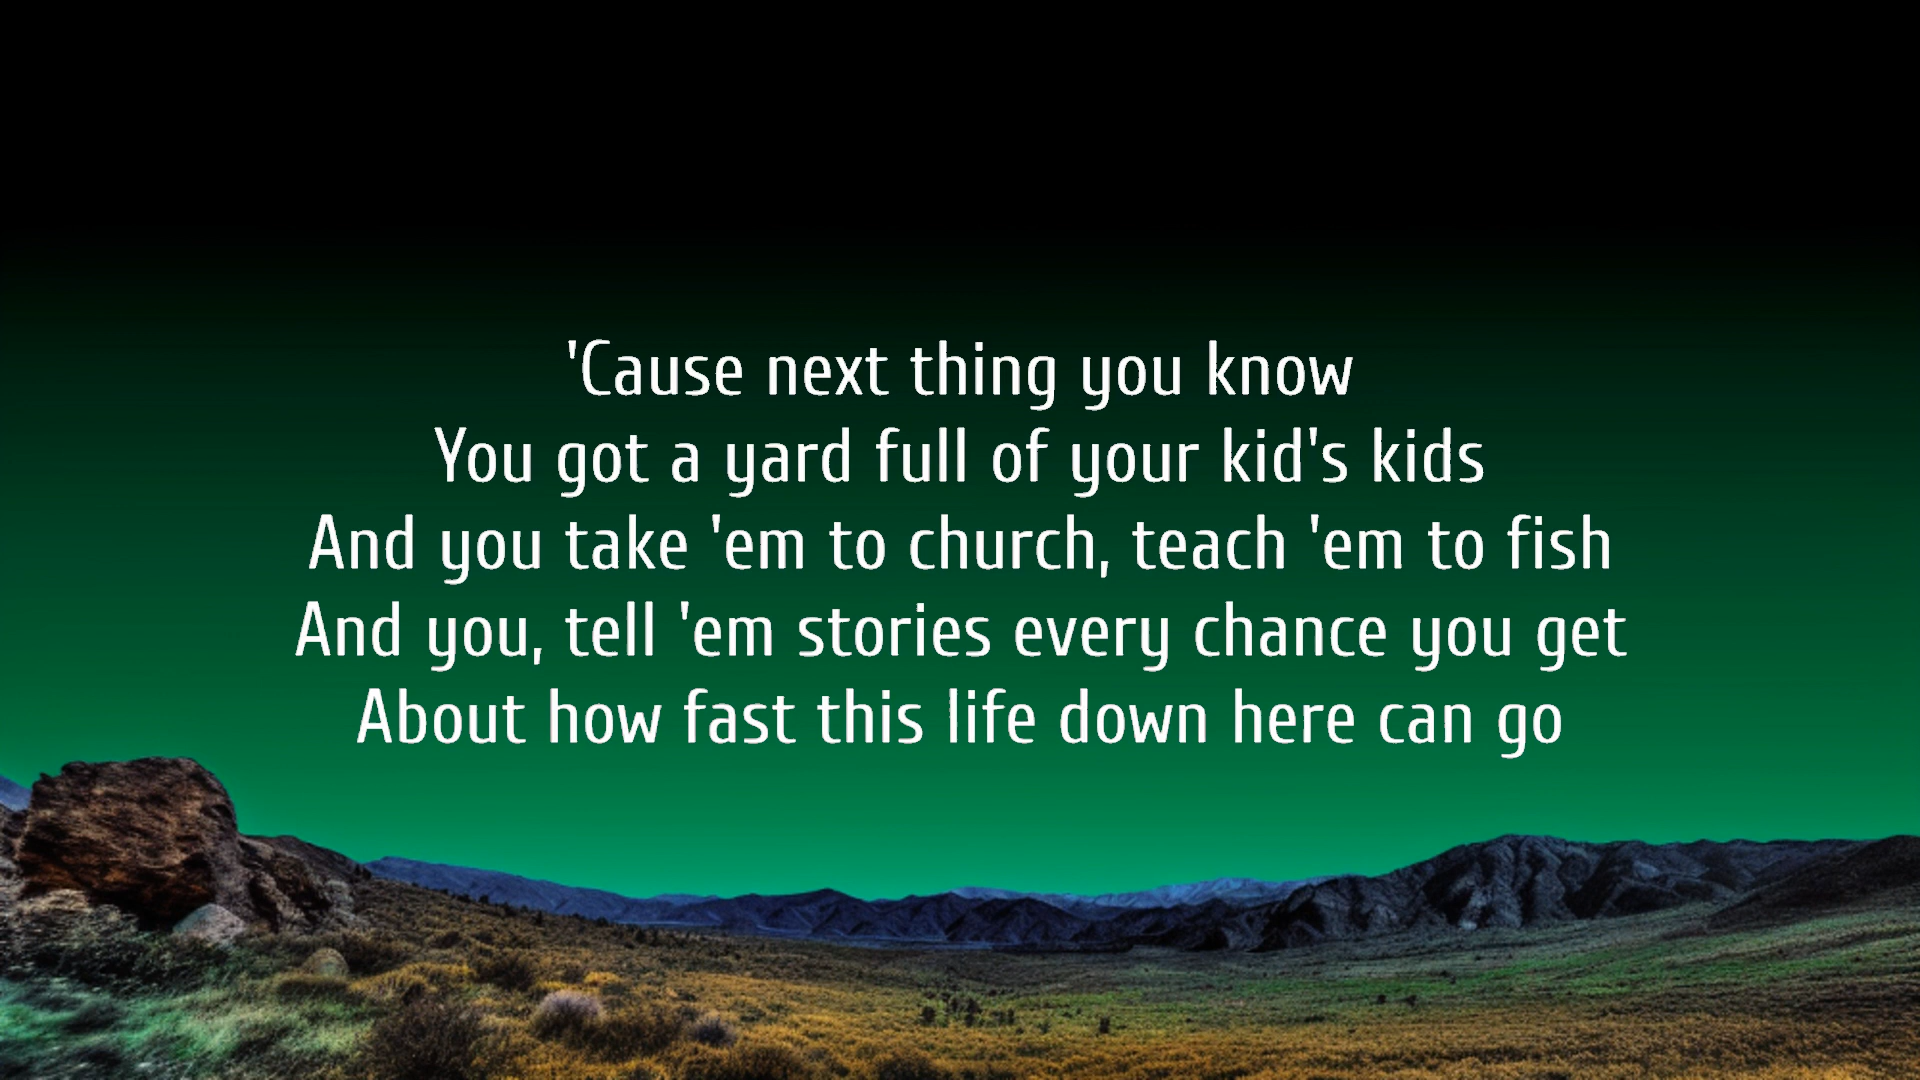 'Cause next thing you know
You got a yard full of your kid's kids
And you take 'em to church, teach 'em to fish
And you, tell 'em stories every chance you get
About how fast this life down here can go